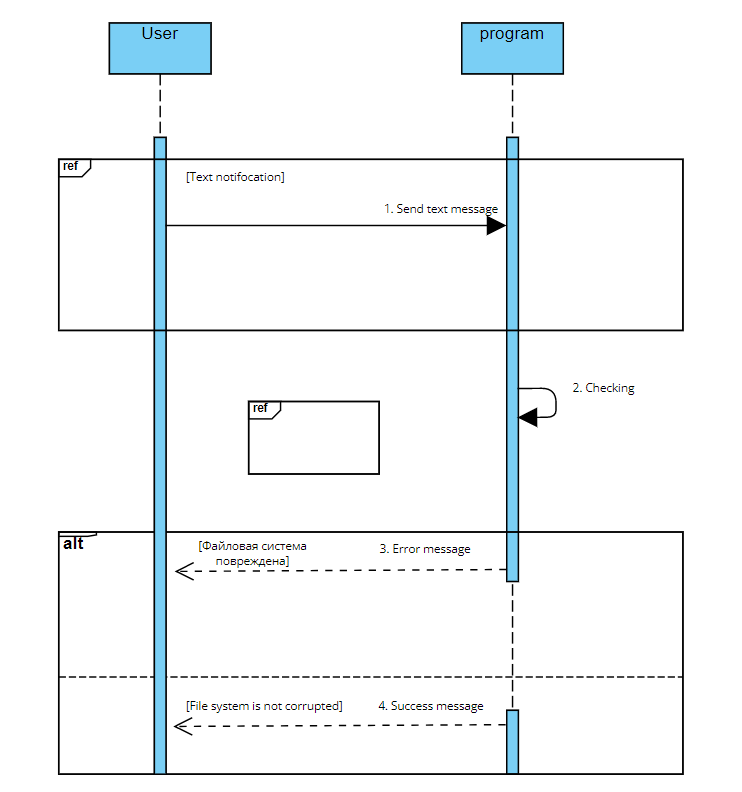 User
program
ref
[Text notifocation]
1. Send text message
2. Checking
ref
alt
[Файловая система
повреждена]
3. Error message
[File system is not corrupted]
4. Success message